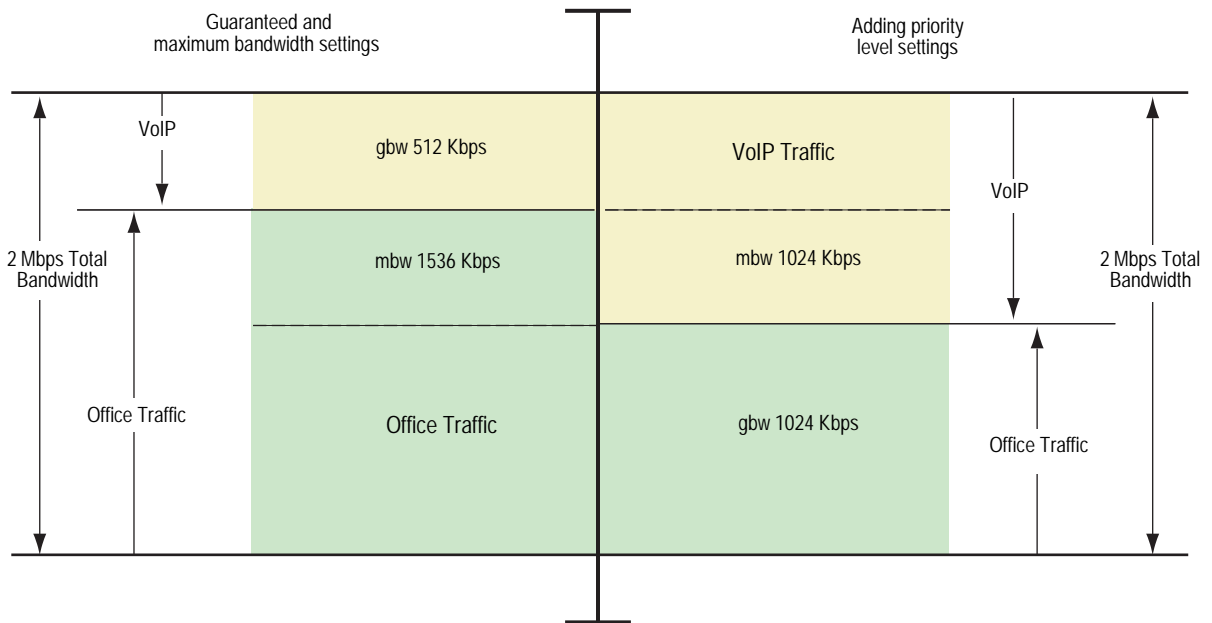 Guaranteed and
maximum bandwidth settings
Adding priority
level settings
VoIP
gbw 512 Kbps
VoIP Traffic
VoIP
2 Mbps Total
Bandwidth
mbw 1536 Kbps
mbw 1024 Kbps
2 Mbps Total
Bandwidth
Office Traffic
Office Traffic
gbw 1024 Kbps
Office Traffic